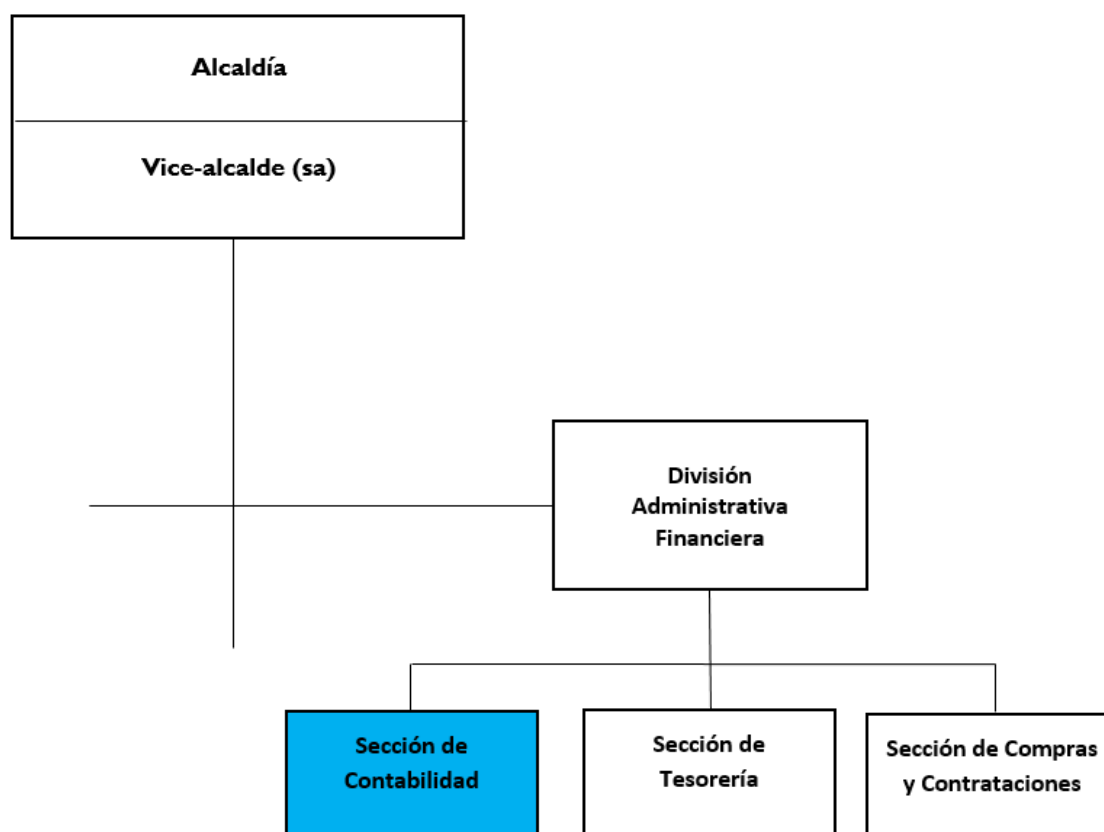 Alcaldía
Vice-alcalde (sa)
División
Administrativa
Financiera
Sección de
Contabilidad
Sección de
Tesorería
Sección de Compras
y Contrataciones